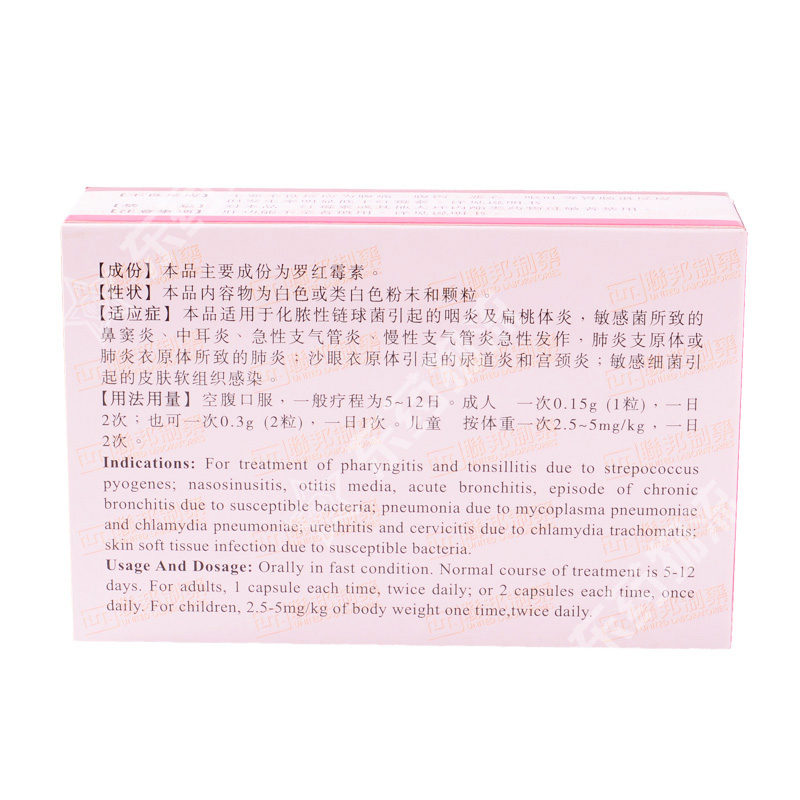 【成份】本品主要成份为罗红霉素。
【性状】本品内容物为白色或类白色粉末和颗粒。
【适应症】本品适用于化脓性链球菌引起的咽炎及扁桃体炎，敏感菌所致的
鼻窦炎、中耳炎、急性支气管炎、慢性支气管炎急性发作，肺炎支原体或
肺炎衣原体所致的肺炎；沙眼衣原体引起的尿道炎和宫颈炎；敏感细菌引
起的皮肤软组织感染。
【用法用量】空腹口服，一般疗程为5~12日。成人　一次0.15g (1粒)，一日
2次；也可一次0.3g (2粒)，一日1次。儿童　按体重一次2.5~5mg/kg，一日
2次。
Indications: For treatment of pharyngitis and tonsillitis due to strepococcus
pyogenes; nasosinusitis, otitis media, acute bronchitis, episode of chronic
bronchitis due to susceptible bacteria; pneumonia due to mycoplasma pneumoniae
and chlamydia pneumoniae; urethritis and cervicitis due to chlamydia trachomatis;
skin soft tissue infection due to susceptible bacteria.
Usage And Dosage: Orally in fast condition. Normal course of treatment is 5-12
days. For adults, 1 capsule each time, twice daily; or 2 capsules each time, once
daily. For children, 2.5-5mg/kg of body weight one time,twice daily.